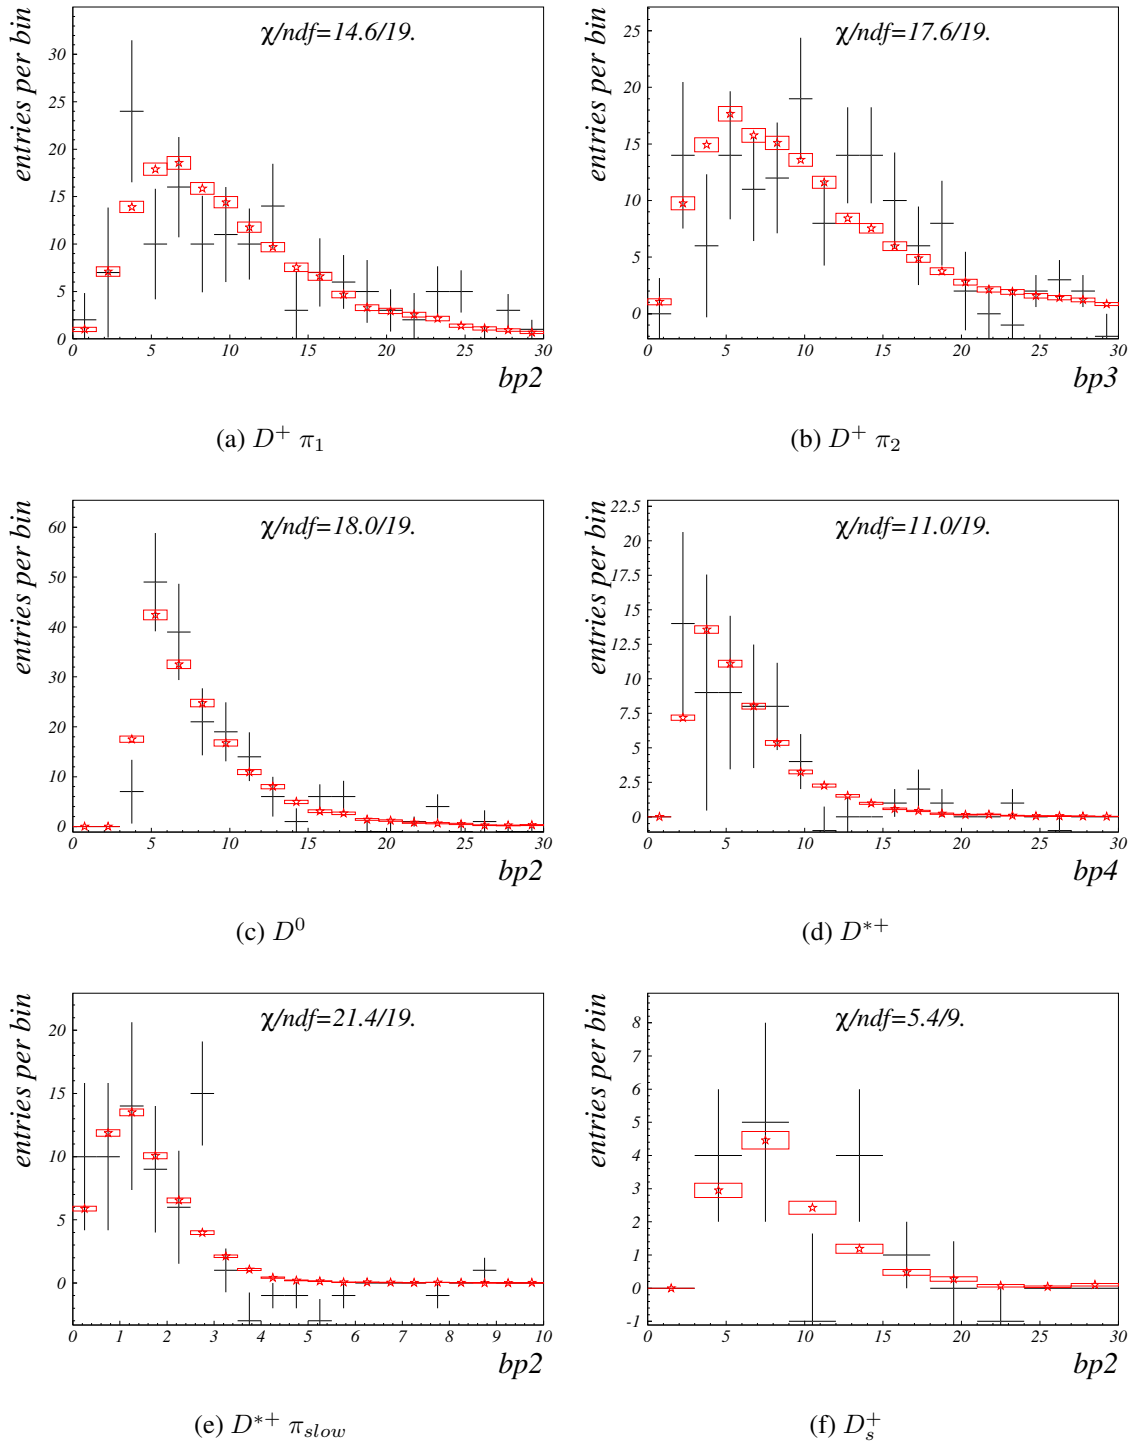 entries per bin
χ/ndf=14.6/19.
35
30
25
20
15
10
5
0
0 5 10 15 20 25 30
bp2
(a) D⁺ π₁
entries per bin
χ/ndf=17.6/19.
25
20
15
10
5
0
0 5 10 15 20 25 30
bp3
(b) D⁺ π₂
entries per bin
χ/ndf=18.0/19.
60
50
40
30
20
10
0
0 5 10 15 20 25 30
bp2
(c) D⁰
entries per bin
χ/ndf=11.0/19.
22.5
20
17.5
15
12.5
10
7.5
5
2.5
0
0 5 10 15 20 25 30
bp4
(d) D*⁺
entries per bin
χ/ndf=21.4/19.
20
15
10
5
0
0 1 2 3 4 5 6 7 8 9 10
bp2
(e) D*⁺ π_slow
entries per bin
χ/ndf=5.4/9.
8
7
6
5
4
3
2
1
0
-1
0 5 10 15 20 25 30
bp2
(f) D_s⁺